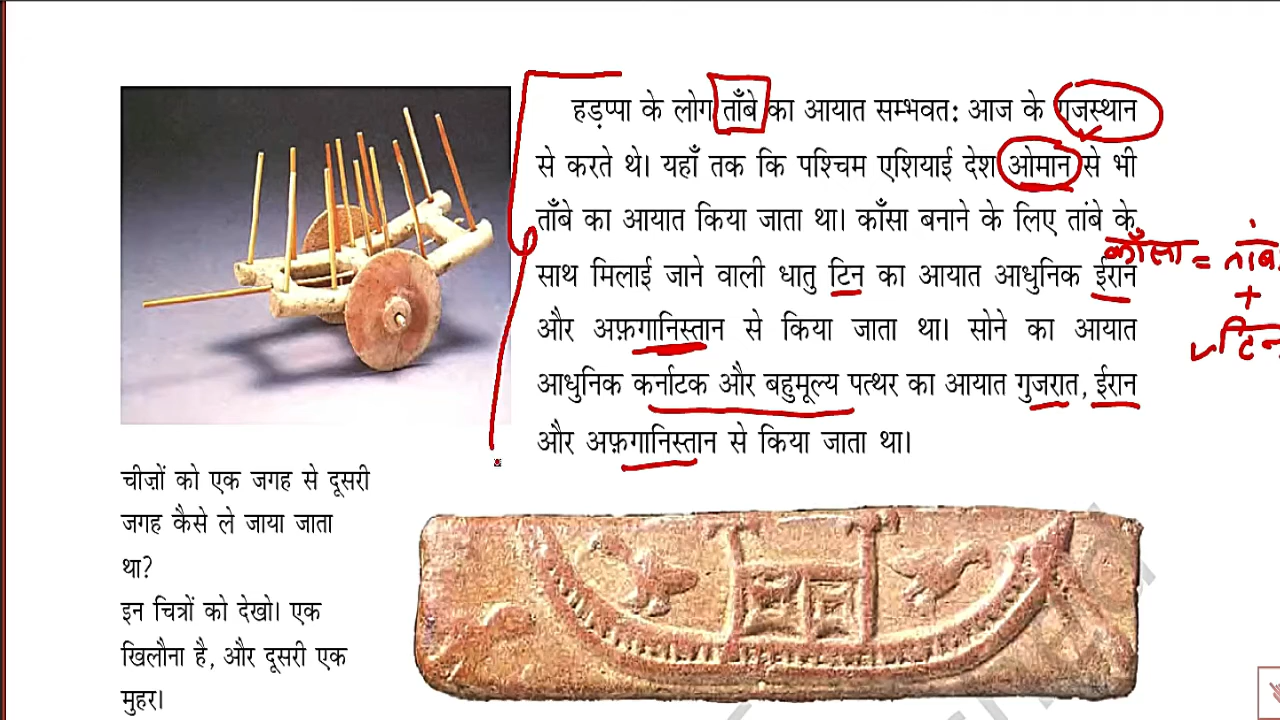 हड़प्पा के लोग ताँबे का आयात सम्भवत: आज के राजस्थान
से करते थे। यहाँ तक कि पश्चिम एशियाई देश ओमान से भी
ताँबे का आयात किया जाता था। काँसा बनाने के लिए तांबे के
साथ मिलाई जाने वाली धातु टिन का आयात आधुनिक ईरान
और अफ़गानिस्तान से किया जाता था। सोने का आयात
आधुनिक कर्नाटक और बहुमूल्य पत्थर का आयात गुजरात, ईरान
और अफ़गानिस्तान से किया जाता था।
काँसा =
+
चीज़ों को एक जगह से दूसरी
जगह कैसे ले जाया जाता
था?
इन चित्रों को देखो। एक
खिलौना है, और दूसरी एक
मुहर।